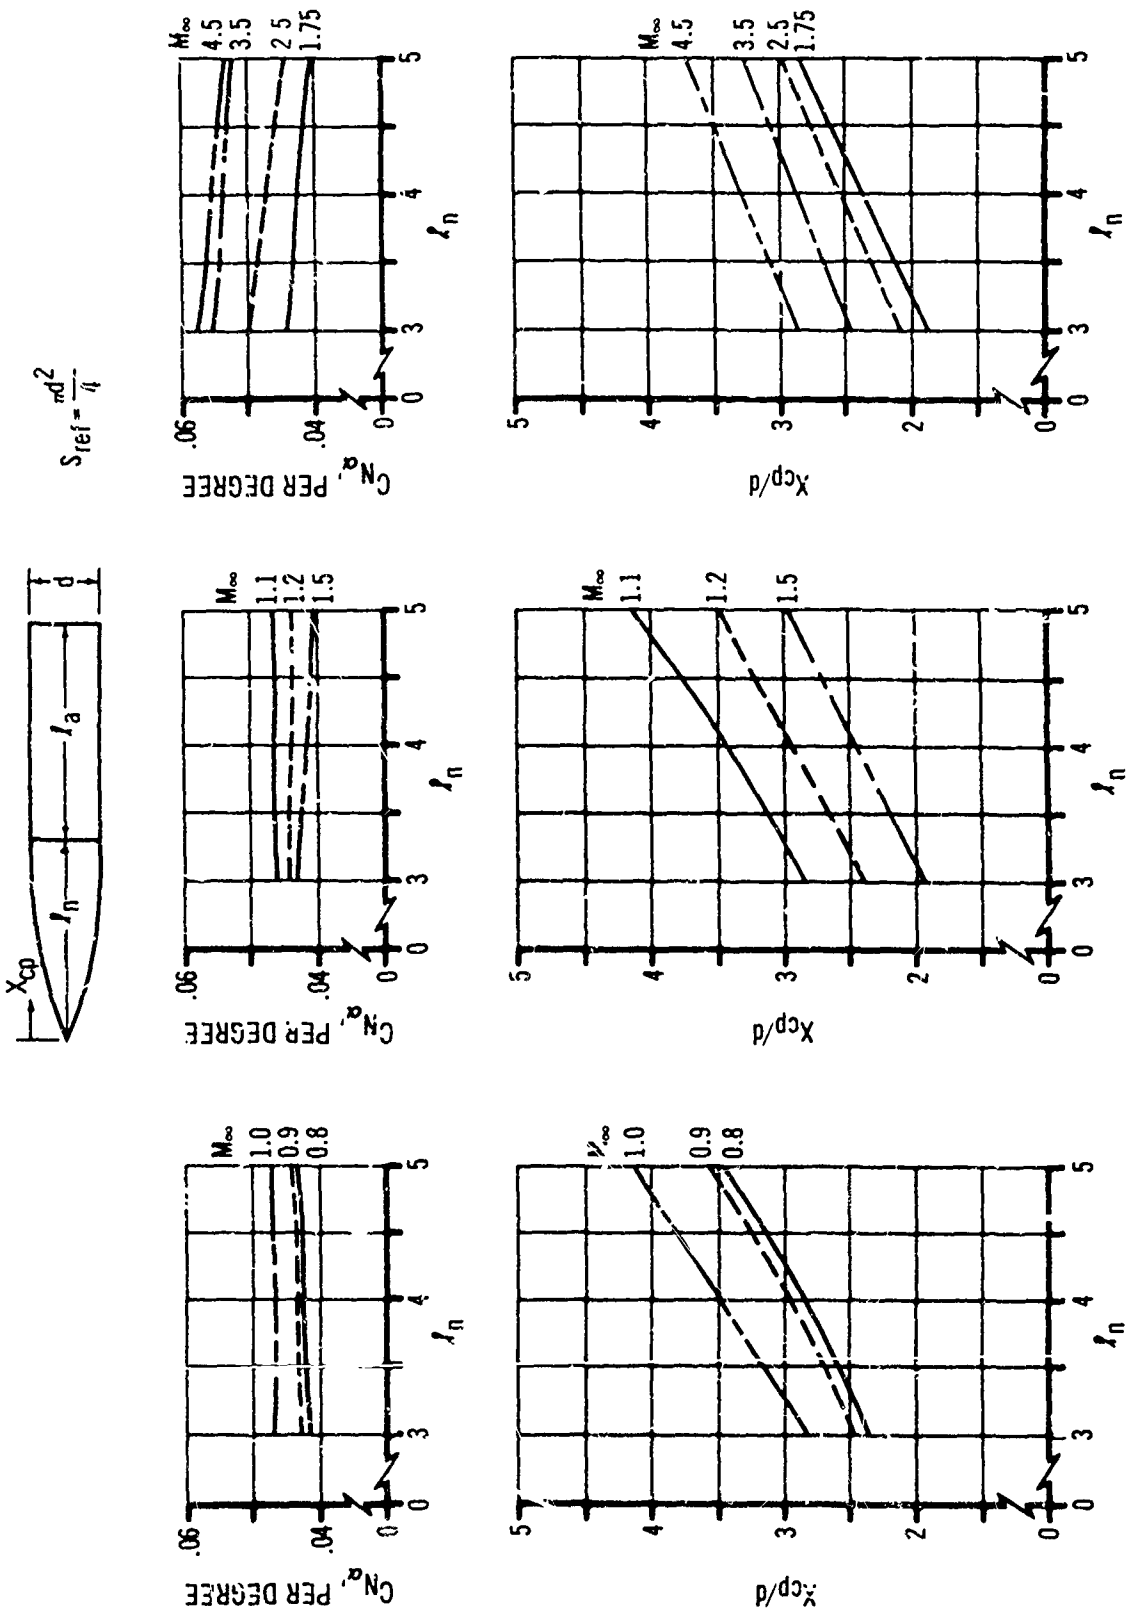 X_cp
l_n
l_a
d
S_ref = πd²/4
C_Nα, PER DEGREE
.06
.04
0
0
3
4
5
l_n
M∞
1.0
0.9
0.8
C_Nα, PER DEGREE
.06
.04
0
0
3
4
5
l_n
M∞
1.1
1.2
1.5
C_Nα, PER DEGREE
.06
.04
0
0
3
4
5
l_n
M∞
4.5
3.5
2.5
1.75
X_cp/d
5
4
3
2
0
0
3
4
5
l_n
M∞
1.0
0.9
0.8
X_cp/d
5
4
3
2
0
0
3
4
5
l_n
M∞
1.1
1.2
1.5
X_cp/d
5
4
3
2
0
0
3
4
5
l_n
M∞
4.5
3.5
2.5
1.75